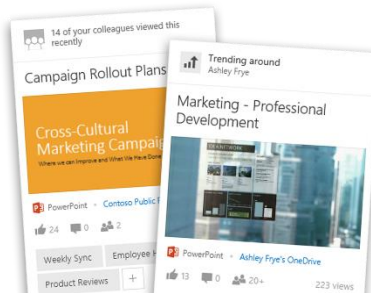 14 of your colleagues viewed this
recently
Campaign Rollout Plans
Cross-Cultural
Marketing Campaig
Where we can Improve and What We Have Done
PowerPoint • Contoso Public
24 0 2
Weekly Sync Employee
Product Reviews +
Trending around
Ashley Frye
Marketing - Professional
Development
PowerPoint • Ashley Frye's OneDrive
13 0 20+ 223 views